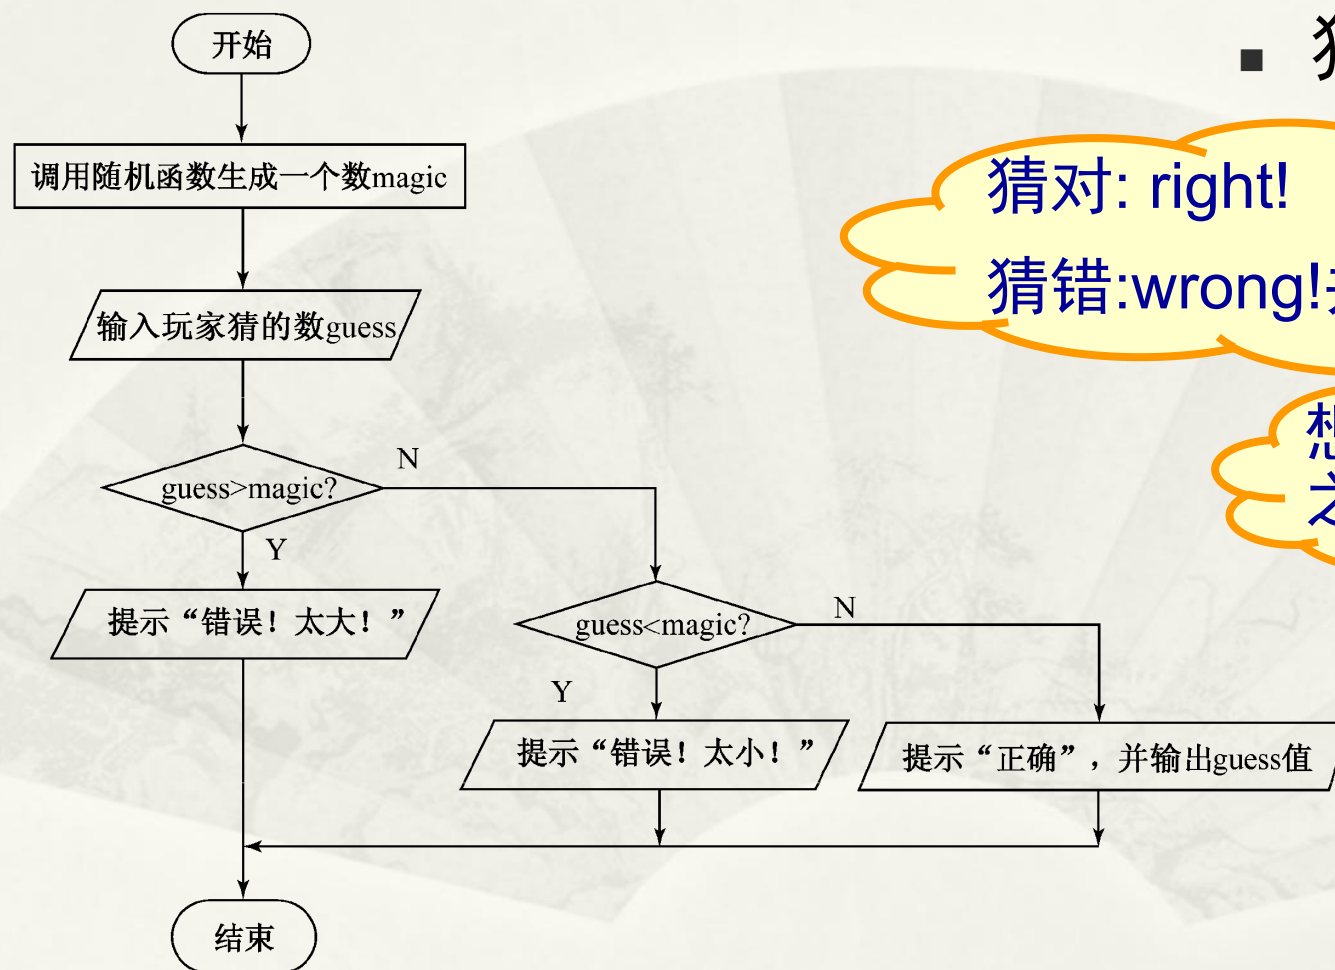 开始
调用随机函数生成一个数magic
输入玩家猜的数guess
guess>magic?
N
Y
提示“错误！太大！”
guess<magic?
N
Y
提示“错误！太小！”
提示“正确”，并输出guess值
结束
猜对: right!
猜错:wrong!